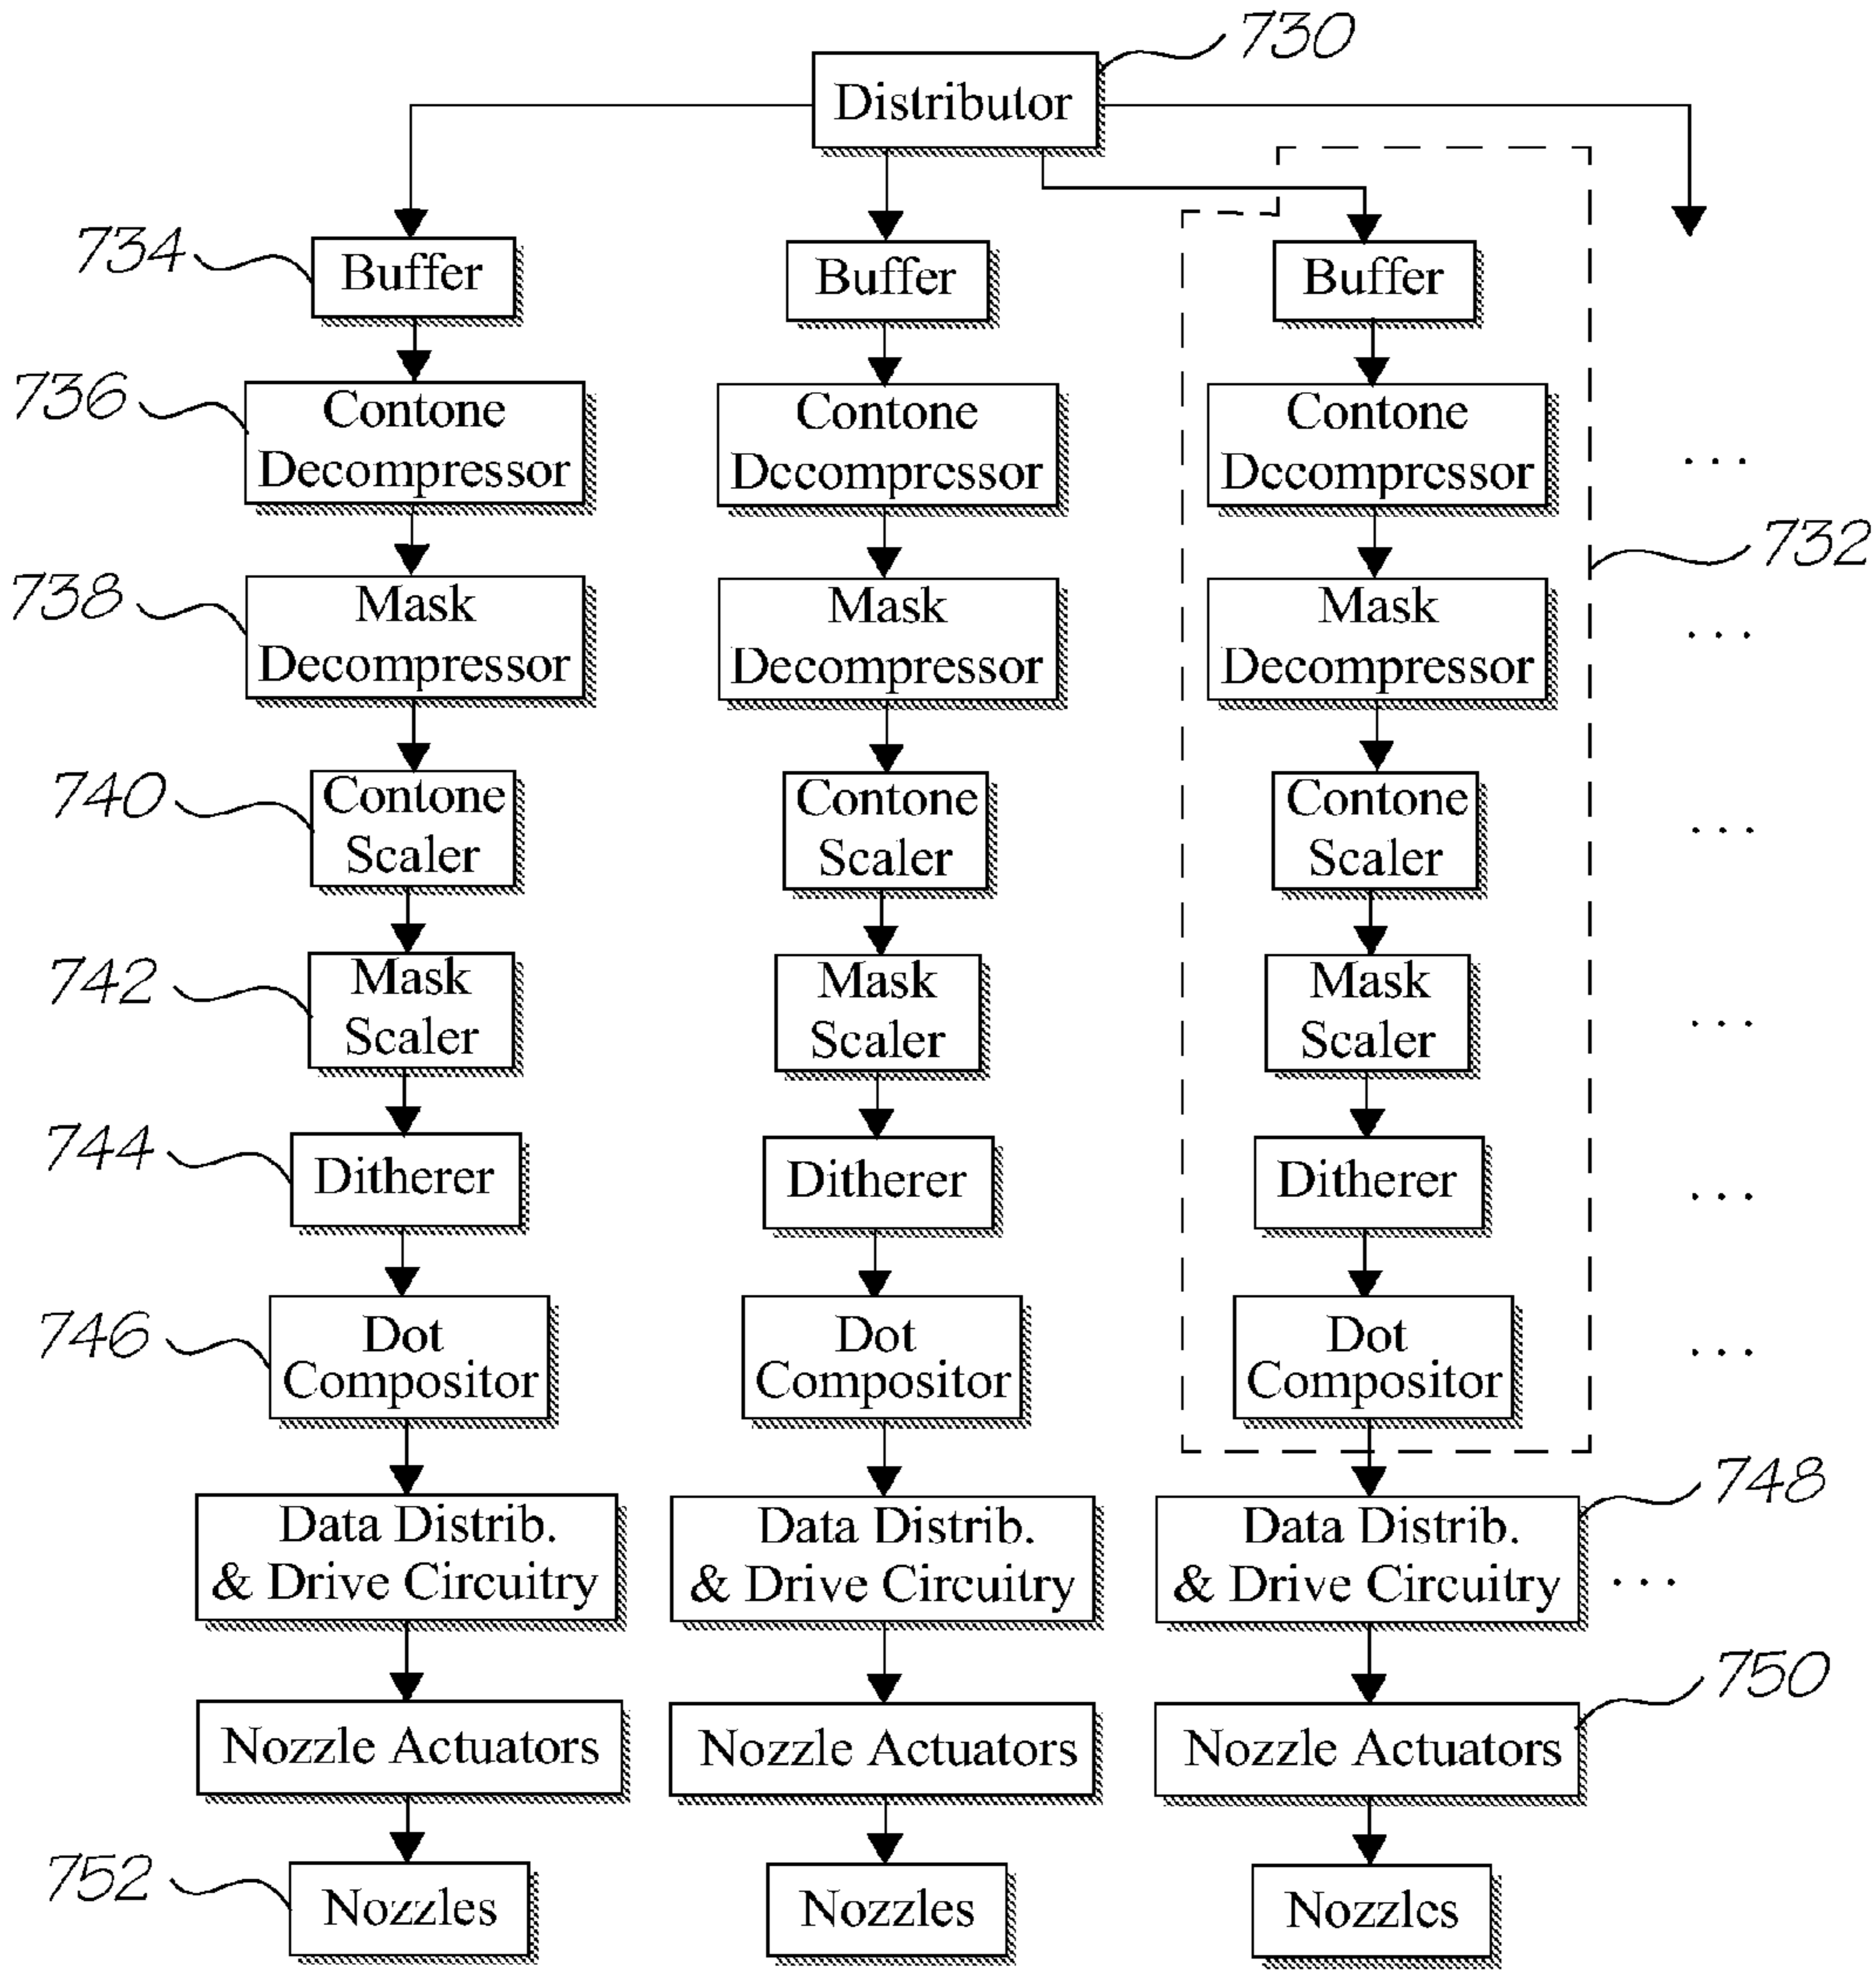 730
Distributor
734
Buffer
Buffer
Buffer
736
Contone
Decompressor
Contone
Decompressor
Contone
Decompressor
...
732
738
Mask
Decompressor
Mask
Decompressor
Mask
Decompressor
...
740
Contone
Scaler
Contone
Scaler
Contone
Scaler
...
742
Mask
Scaler
Mask
Scaler
Mask
Scaler
...
744
Ditherer
Ditherer
Ditherer
...
746
Dot
Compositor
Dot
Compositor
Dot
Compositor
...
748
Data Distrib.
& Drive Circuitry
Data Distrib.
& Drive Circuitry
Data Distrib.
& Drive Circuitry
...
750
Nozzle Actuators
Nozzle Actuators
Nozzle Actuators
752
Nozzles
Nozzles
Nozzles